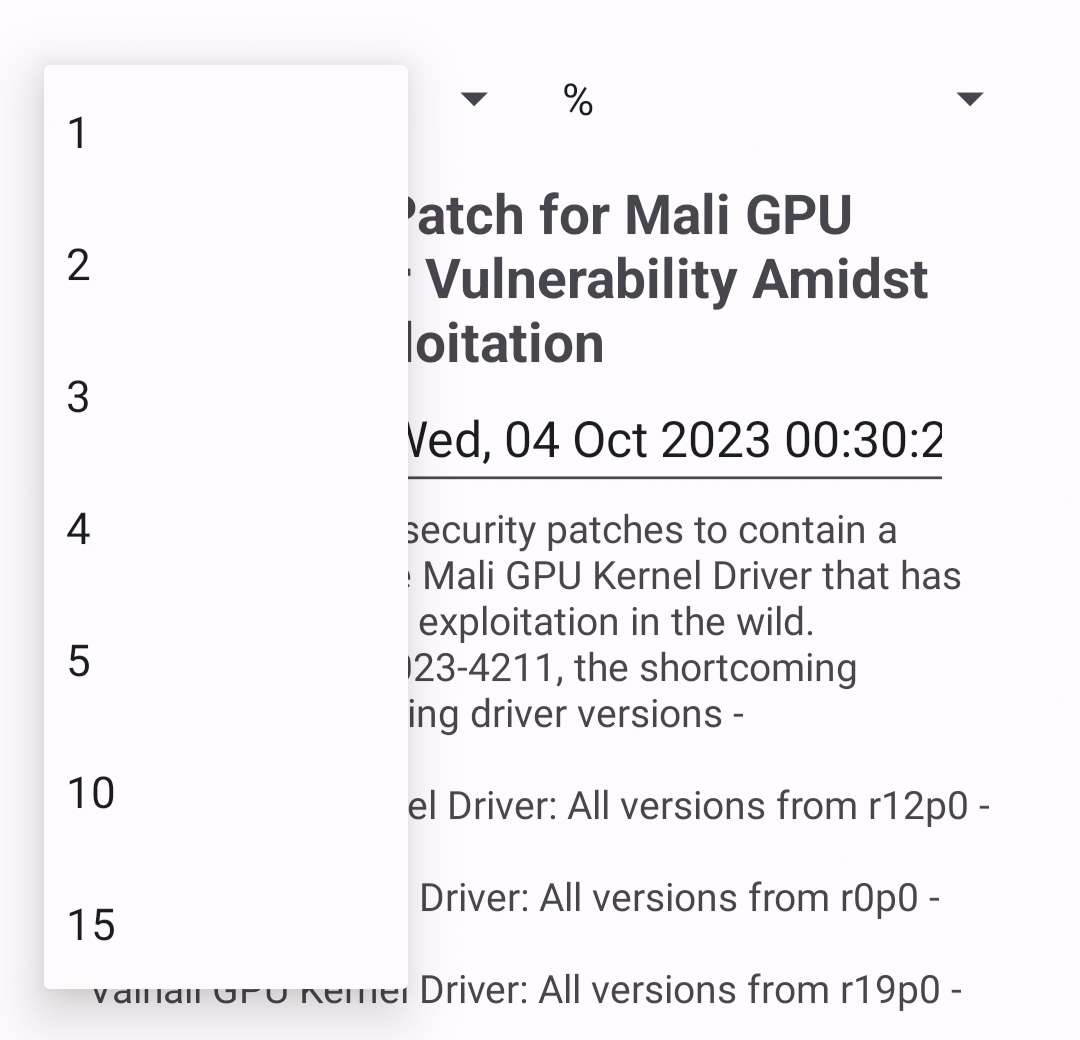 1
2
3
4
5
10
15
%
Patch for Mali GPU
Vulnerability Amidst
loitation
Wed, 04 Oct 2023 00:30:2
security patches to contain a
Mali GPU Kernel Driver that has
exploitation in the wild.
023-4211, the shortcoming
ing driver versions -
el Driver: All versions from r12p0 -
Driver: All versions from r0p0 -
Valhall GPU Kernel Driver: All versions from r19p0 -